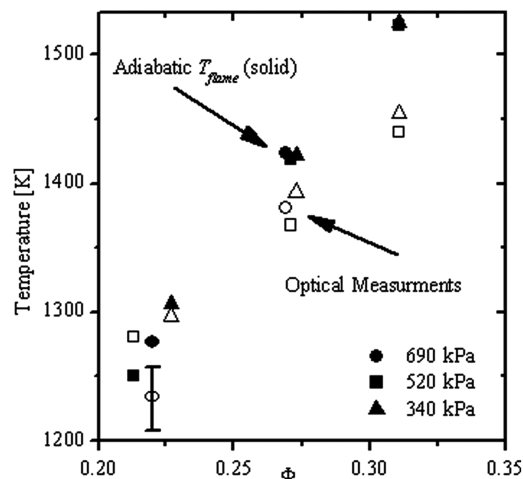 1500
Adiabatic Tflame (solid)
1400
Temperature [K]
Optical Measurments
1300
690 kPa
520 kPa
340 kPa
1200
0.20
0.25
0.30
0.35
Φ